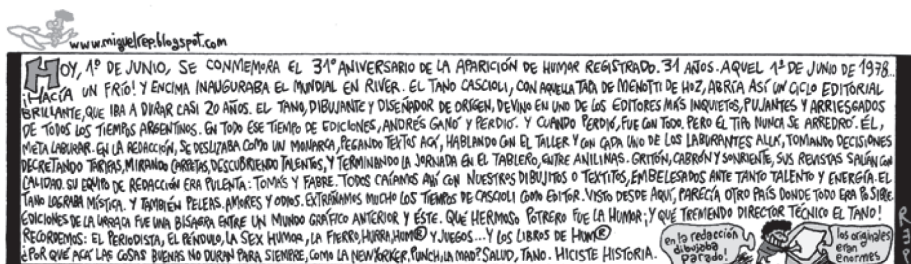 www.miguelrep.blogspot.com
HOY, 1º DE JUNIO, SE CONMEMORA EL 31º ANIVERSARIO DE LA APARICIÓN DE HUMOR REGISTRADO. 31 AÑOS. AQUEL 1º DE JUNIO DE 1978...
¡HACÍA UN FRÍO! Y ENCIMA INAUGURABA EL MUNDIAL EN RIVER. EL TANO CASCIOLI, CON AQUELLA TAPA DE MENOTTI DE HOZ, ABRÍA ASÍ UN CICLO EDITORIAL
BRILLANTE, QUE IBA A DURAR CASI 20 AÑOS. EL TANO, DIBUJANTE Y DISEÑADOR DE ORIGEN, DEVINO EN UNO DE LOS EDITORES MÁS INQUIETOS, PUJANTES Y ARRIESGADOS
DE TODOS LOS TIEMPOS ARGENTINOS. EN TODO ESE TIEMPO DE EDICIONES, ANDRÉS GANÓ Y PERDIÓ. Y CUANDO PERDIÓ, FUE CON TODO. PERO EL TIPO NUNCA SE ARREDRÓ. ÉL,
META LABURAR. EN LA REDACCIÓN, SE DESLIZABA COMO UN MONARCA, PEGANDO TEXTOS ACÁ, HABLANDO CON EL TALLER Y CON CADA UNO DE LOS LABURANTES ALLÁ, TOMANDO DECISIONES
DECRETANDO TARIFAS, MIRANDO CARPETAS, DESCUBRIENDO TALENTOS, Y TERMINANDO LA JORNADA EN EL TABLERO, ENTRE ANILINAS. GRITÓN, CABRÓN Y SONRIENTE, SUS REVISTAS SALÍAN CON
CALIDAD. SU EQUIPO DE REDACCIÓN ERA PULENTA: TOMÁS Y FABRE. TODOS CAÍAMOS AHÍ CON NUESTROS DIBUJITOS O TEXTITOS, EMBELESADOS ANTE TANTO TALENTO Y ENERGÍA. EL
TANO LOGRABA MÍSTICA. Y TAMBIÉN PELEAS. AMORES Y ODIOS. EXTRAÑAMOS MUCHO LOS TIEMPOS DE CASCIOLI COMO EDITOR. VISTO DESDE AQUÍ, PARECÍA OTRO PAÍS DONDE TODO ERA POSIBLE.
EDICIONES DE LA URRACA FUE UNA BISAGRA ENTRE UN MUNDO GRÁFICO ANTERIOR Y ÉSTE. QUÉ HERMOSO POTRERO FUE LA HUMOR; Y QUÉ TREMENDO DIRECTOR TÉCNICO EL TANO!
RECORDEMOS: EL PERIODISTA, EL PÉNDULO, LA SEX HUMOR, LA FIERRO, HURRA, HUM® Y JUEGOS... Y LOS LIBROS DE HUM®
¿POR QUÉ ACÁ LAS COSAS BUENAS NO DURAN PARA SIEMPRE, COMO LA NEW YORKER, PUNCH, LA MAD? SALUD, TANO. HICISTE HISTORIA.
en la redacción
dibujaba
parado!
los originales
eran
enormes
REP